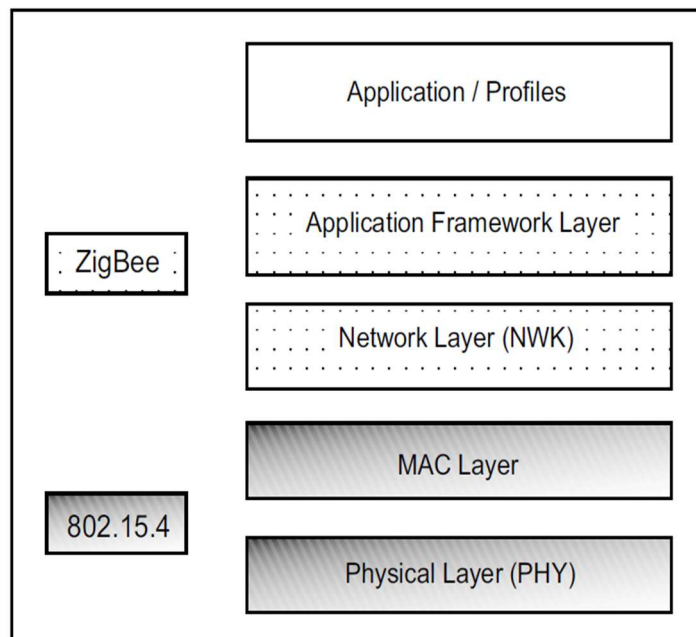 Application / Profiles
Application Framework Layer
ZigBee
Network Layer (NWK)
MAC Layer
802.15.4
Physical Layer (PHY)